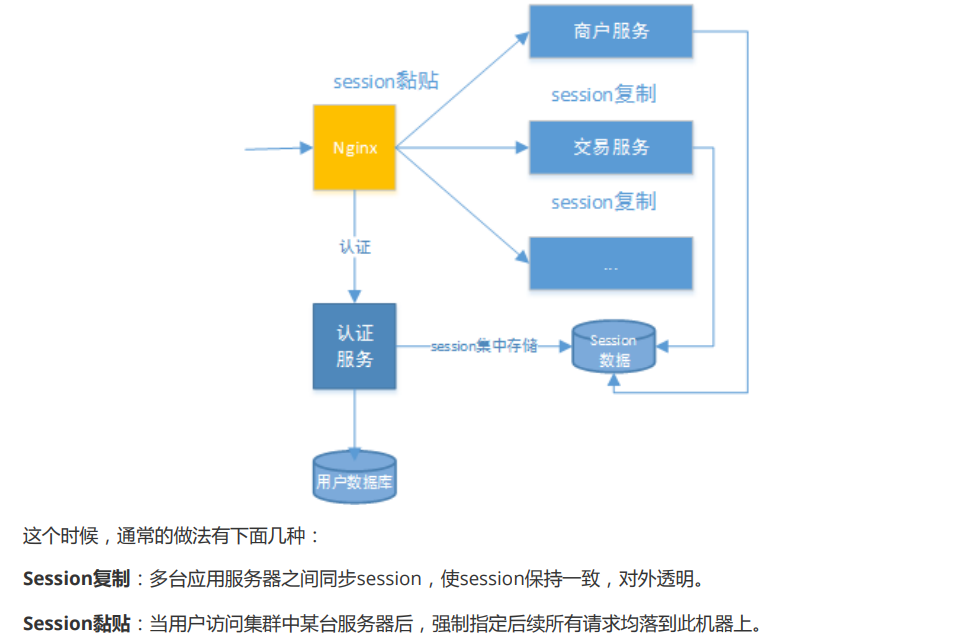 商户服务
session黏贴
session复制
Nginx
交易服务
session复制
...
认证
认证
服务
session集中存储
Session
数据
用户数据库
这个时候，通常的做法有下面几种：
Session复制：多台应用服务器之间同步session，使session保持一致，对外透明。
Session黏贴：当用户访问集群中某台服务器后，强制指定后续所有请求均落到此机器上。